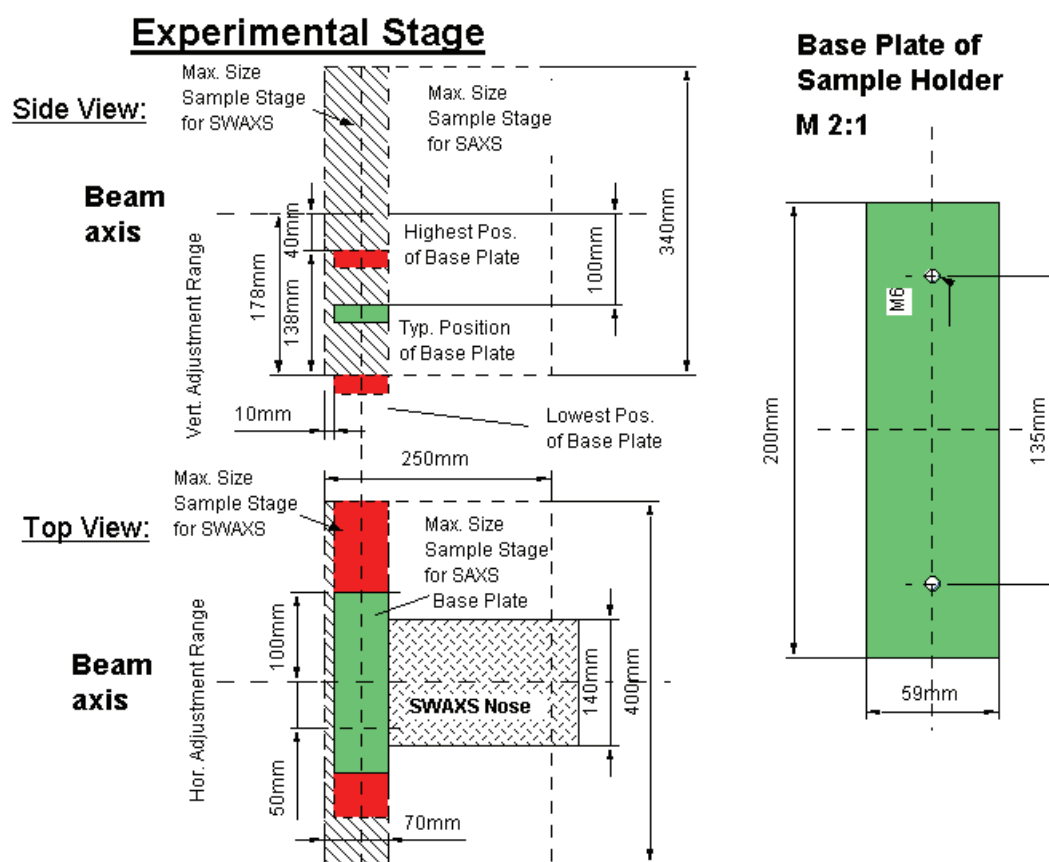 Experimental Stage
Side View:
Max. Size
Sample Stage
for SWAXS
Max. Size
Sample Stage
for SAXS
Beam
axis
Vert. Adjustment Range
178mm
40mm
138mm
Highest Pos.
of Base Plate
100mm
340mm
Typ. Position
of Base Plate
10mm
Lowest Pos.
of Base Plate
250mm
Top View:
Max. Size
Sample Stage
for SWAXS
Max. Size
Sample Stage
for SAXS
Base Plate
Beam
axis
Hor. Adjustment Range
100mm
50mm
SWAXS Nose
140mm
400mm
70mm
Base Plate of
Sample Holder
M 2:1
M6
200mm
135mm
59mm